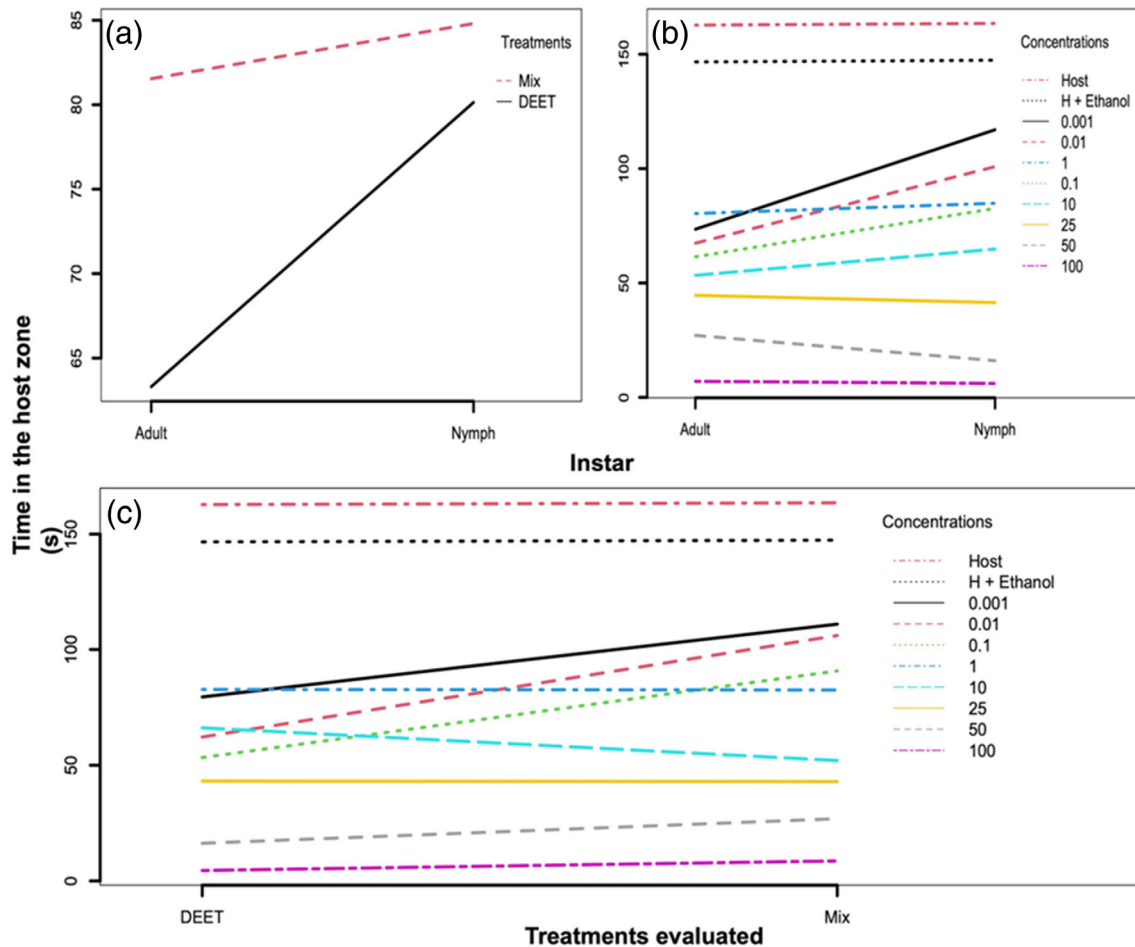 (a)
Treatments
Mix
DEET
85
80
75
70
65
Adult
Nymph
(b)
Concentrations
Host
H + Ethanol
0.001
0.01
1
0.1
10
25
50
100
150
100
50
0
Adult
Nymph
Instar
Time in the host zone
(s)
(c)
Concentrations
Host
H + Ethanol
0.001
0.01
0.1
1
10
25
50
100
150
100
50
0
DEET
Mix
Treatments evaluated